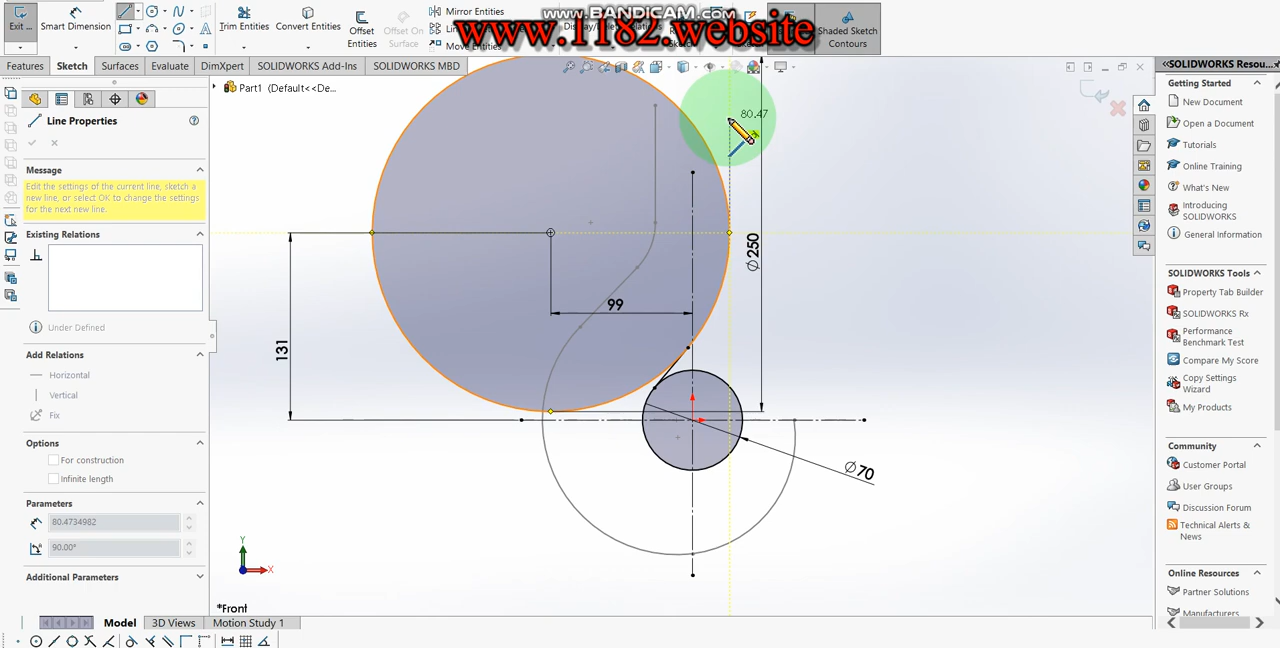 www.BANDICAM.com
www.1182.website
Exit ...
Smart Dimension
Trim Entities
Convert Entities
Offset Entities
Offset On Surface
Mirror Entities
Move Entities
Shaded Sketch Contours
Features
Sketch
Surfaces
Evaluate
DimXpert
SOLIDWORKS Add-Ins
SOLIDWORKS MBD
Part1 (Default<<De...
Line Properties
Message
Edit the settings of the current line, sketch a
new line, or select OK to change the settings
for the next new line.
Existing Relations
Under Defined
Add Relations
Horizontal
Vertical
Fix
Options
For construction
Infinite length
Parameters
80.4734982
90.00°
Additional Parameters
80.47
Ø250
99
131
Ø70
Y
X
*Front
Model
3D Views
Motion Study 1
SOLIDWORKS Resou...
Getting Started
New Document
Open a Document
Tutorials
Online Training
What's New
Introducing
SOLIDWORKS
General Information
SOLIDWORKS Tools
Property Tab Builder
SOLIDWORKS Rx
Performance
Benchmark Test
Compare My Score
Copy Settings
Wizard
My Products
Community
Customer Portal
User Groups
Discussion Forum
Technical Alerts &
News
Online Resources
Partner Solutions
Manufacturers